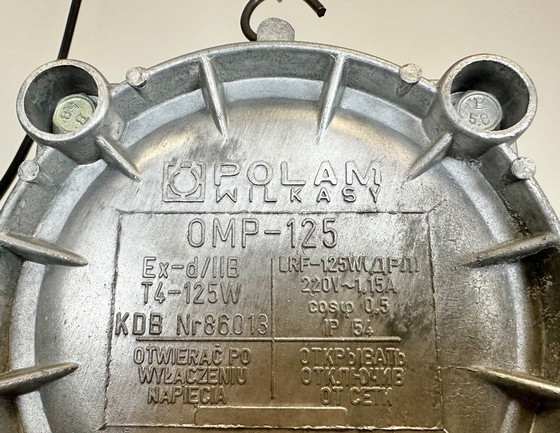 POLAM
WILKASY
OMP-125
Ex-d/IIB
T4-125W
KDB Nr86013
LRF-125W(ДРЛ)
220V~1,15A
cosφ 0,5
IP 54
OTWIERAĆ PO
WYŁĄCZENIU
NAPIĘCIA
ОТКРЫВАТЬ
ОТКЛЮЧИВ
ОТ СЕТИ